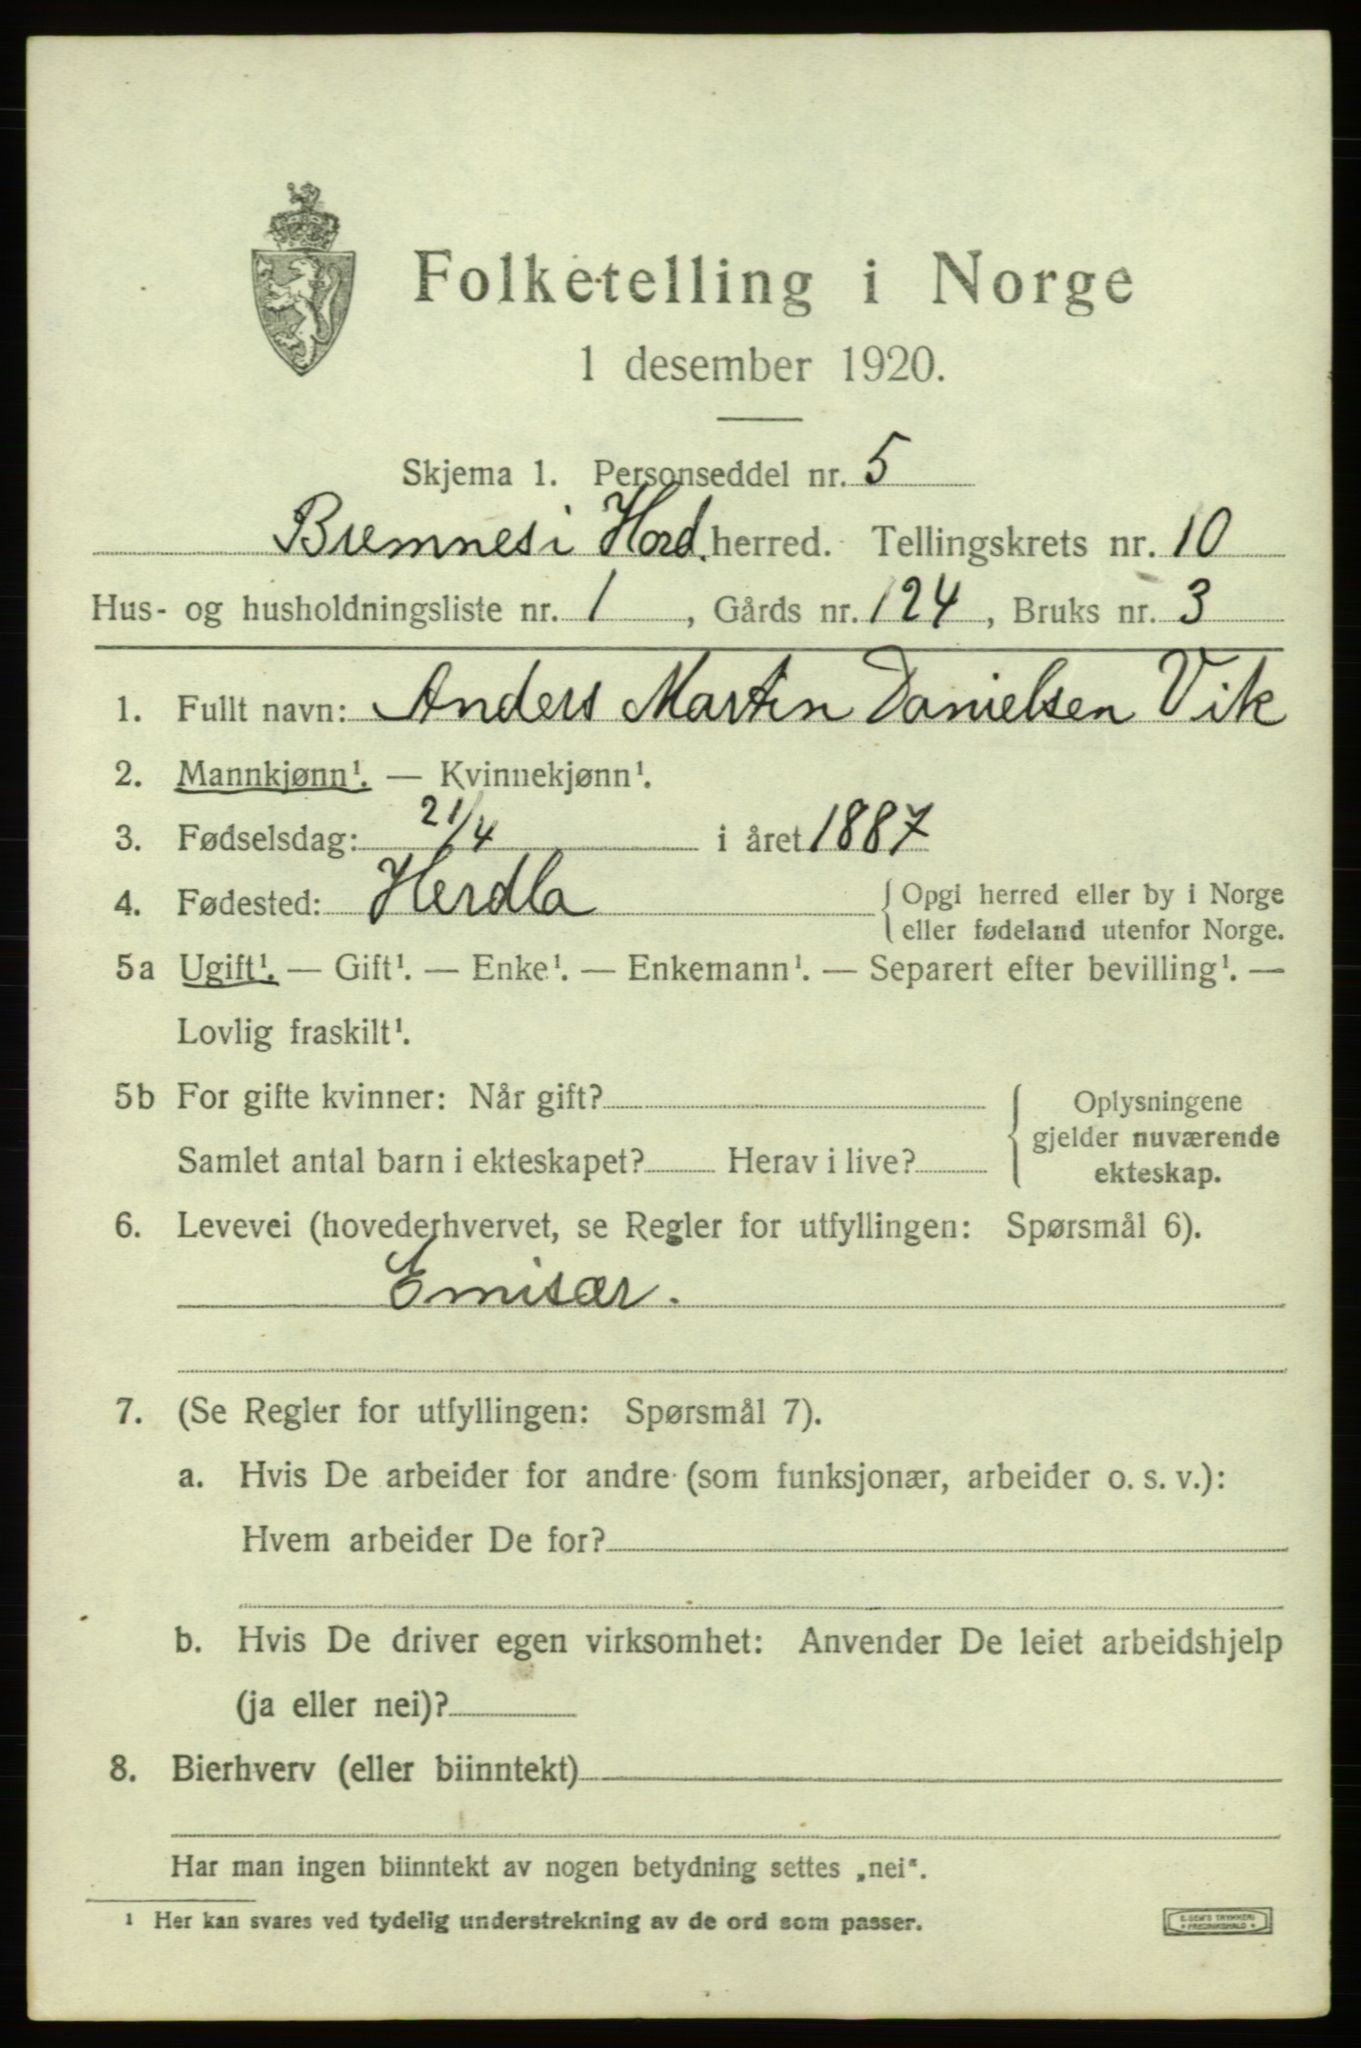 Folketelling i Norge
1 desember 1920.
Skjema 1. Personseddel nr. 5
Bremnes i Hord. herred. Tellingskrets nr. 10
Hus- og husholdningsliste nr. 1, Gårds nr. 124, Bruks nr. 3
1. Fullt navn: Anders Martin Danielsen Vik
2. Mannkjønn¹. — Kvinnekjønn¹.
3. Fødselsdag: 21/4 i året 1887
4. Fødested: Herdla { Opgi herred eller by i Norge
eller fødeland utenfor Norge.
5a Ugift¹. — Gift¹. — Enke¹. — Enkemann¹. — Separert efter bevilling¹. —
Lovlig fraskilt¹.
5b For gifte kvinner: Når gift?
Samlet antal barn i ekteskapet? Herav i live?
{ Oplysningene
gjelder nuværende
ekteskap.
6. Levevei (hovederhvervet, se Regler for utfyllingen: Spørsmål 6).
Emisær.
7. (Se Regler for utfyllingen: Spørsmål 7).
a. Hvis De arbeider for andre (som funksjonær, arbeider o. s. v.):
Hvem arbeider De for?
b. Hvis De driver egen virksomhet: Anvender De leiet arbeidshjelp
(ja eller nei)?
8. Bierhverv (eller biinntekt)
Har man ingen biinntekt av nogen betydning settes „nei“.
¹ Her kan svares ved tydelig understrekning av de ord som passer.
E. SEM'S TRYKKERI
* FREDRIKSHALD *